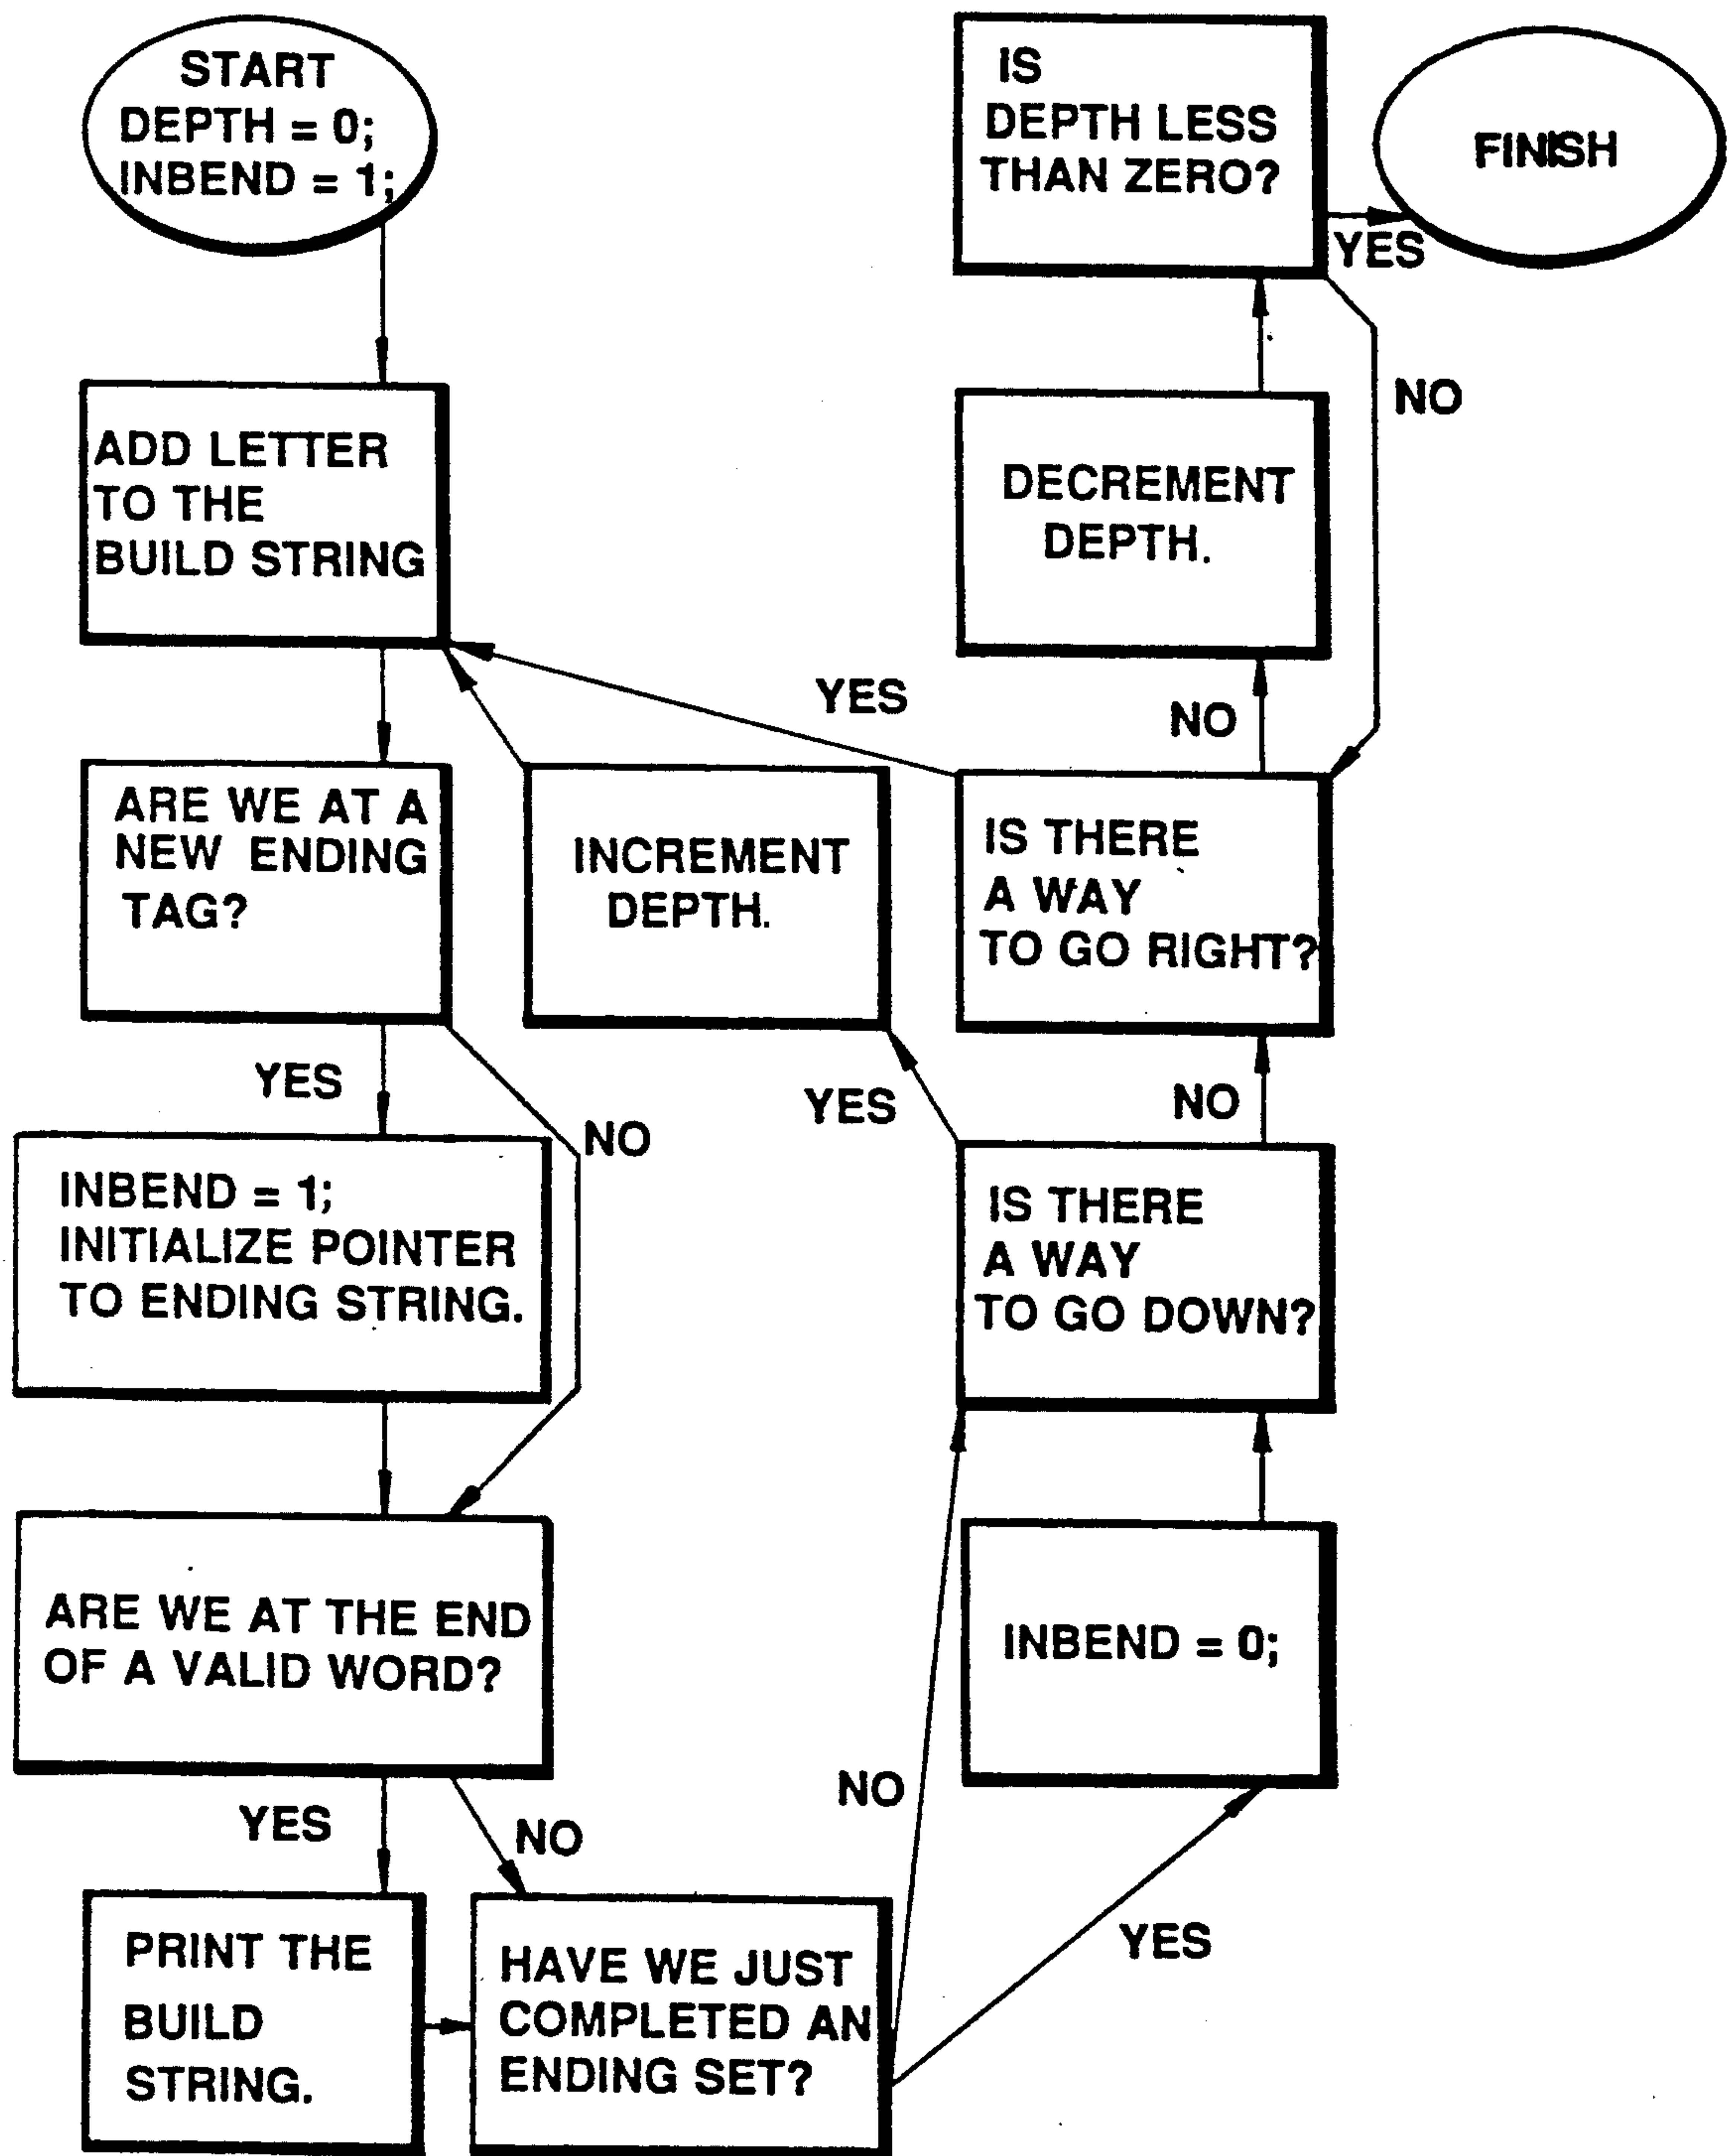 START
DEPTH = 0;
INBEND = 1;
ADD LETTER
TO THE
BUILD STRING
ARE WE AT A
NEW ENDING
TAG?
YES
NO
INBEND = 1;
INITIALIZE POINTER
TO ENDING STRING.
ARE WE AT THE END
OF A VALID WORD?
YES
NO
PRINT THE
BUILD
STRING.
HAVE WE JUST
COMPLETED AN
ENDING SET?
NO
YES
INBEND = 0;
IS THERE
A WAY
TO GO DOWN?
YES
NO
INCREMENT
DEPTH.
IS THERE
A WAY
TO GO RIGHT?
YES
NO
DECREMENT
DEPTH.
IS
DEPTH LESS
THAN ZERO?
YES
NO
FINISH